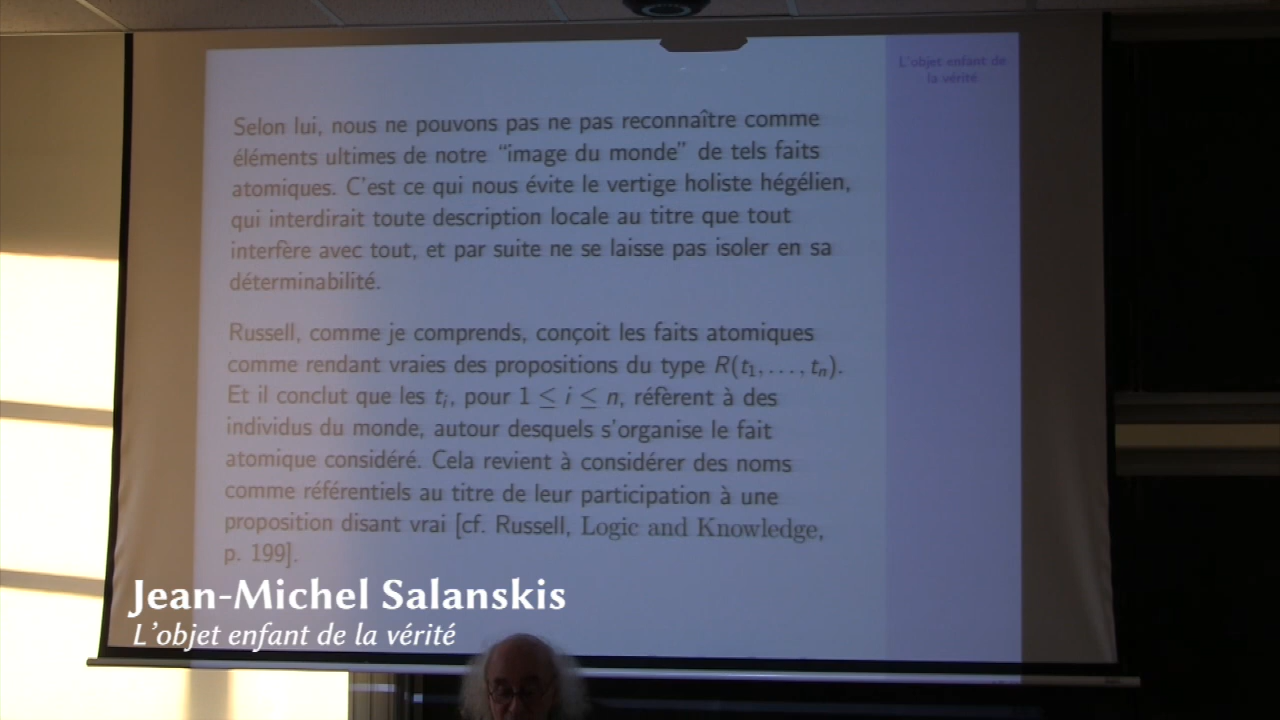 L'objet enfant de
la vérité
Selon lui, nous ne pouvons pas ne pas reconnaître comme
éléments ultimes de notre “image du monde” de tels faits
atomiques. C'est ce qui nous évite le vertige holiste hégélien,
qui interdirait toute description locale au titre que tout
interfère avec tout, et par suite ne se laisse pas isoler en sa
déterminabilité.
Russell, comme je comprends, conçoit les faits atomiques
comme rendant vraies des propositions du type R(t₁, . . . , tₙ).
Et il conclut que les tᵢ, pour 1 ≤ i ≤ n, réfèrent à des
individus du monde, autour desquels s'organise le fait
atomique considéré. Cela revient à considérer des noms
comme référentiels au titre de leur participation à une
proposition disant vrai [cf. Russell, Logic and Knowledge,
p. 199].
Jean-Michel Salanskis
L'objet enfant de la vérité